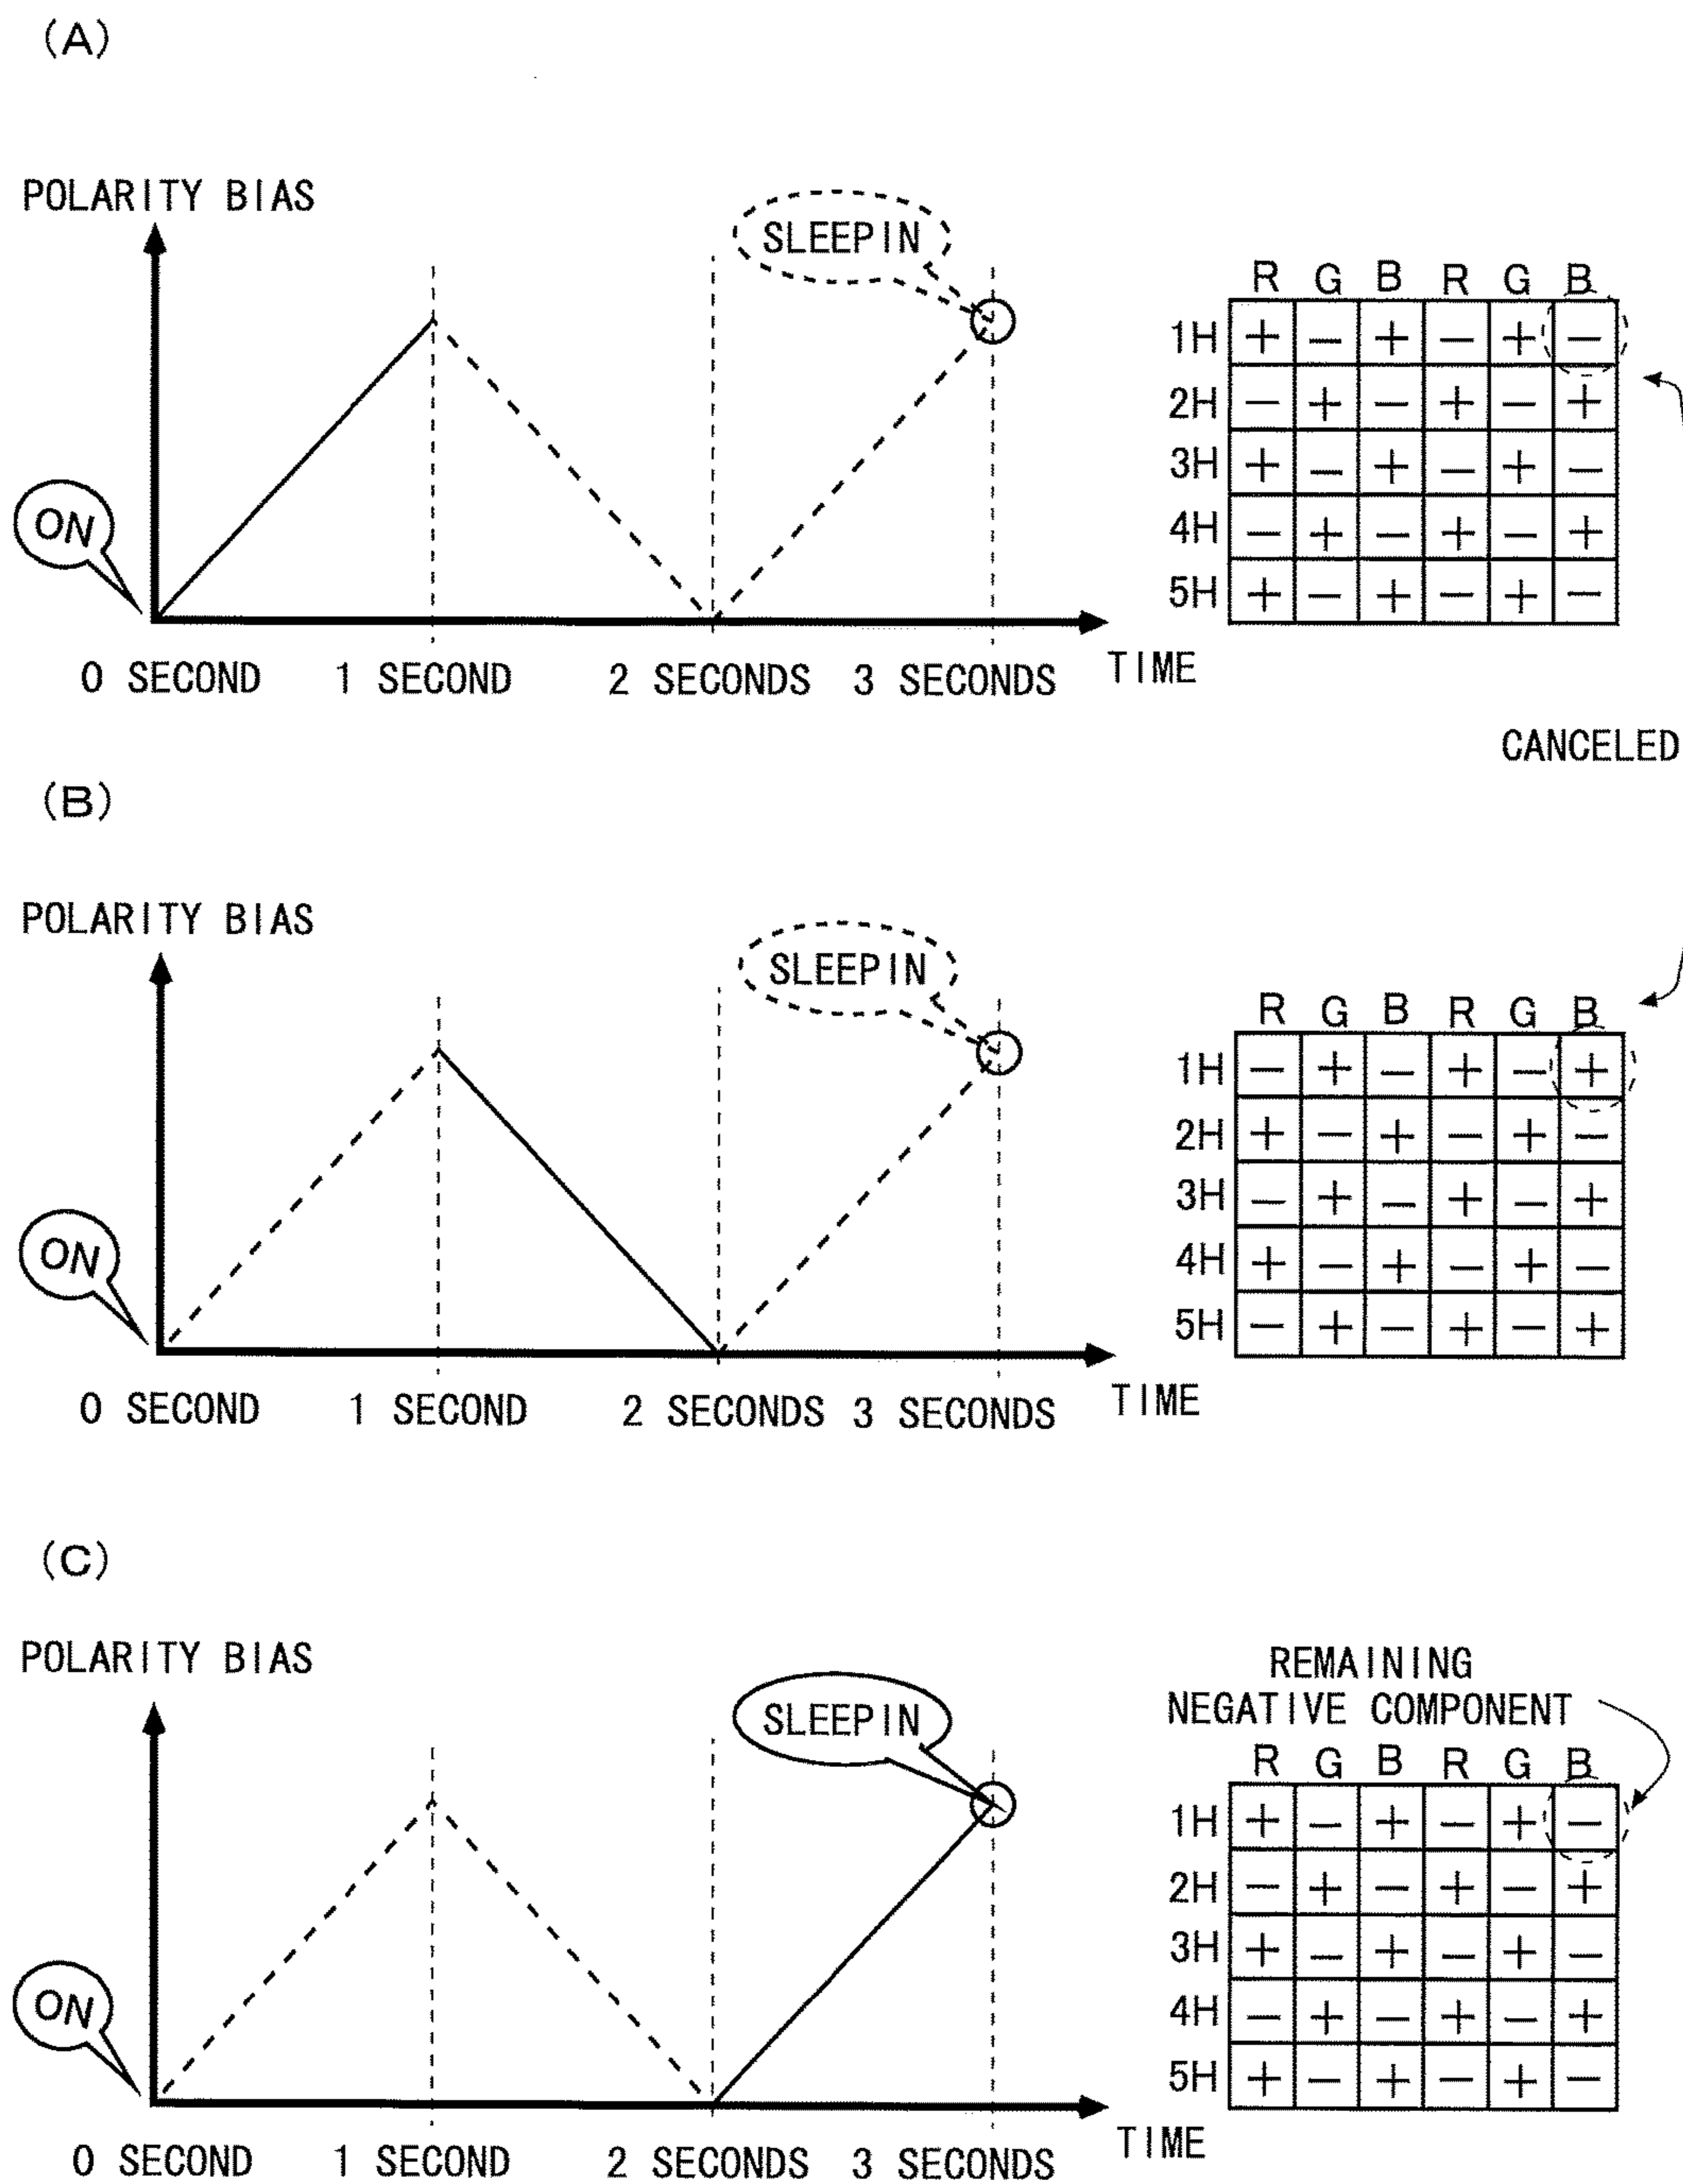 (A)
POLARITY BIAS
SLEEPIN
ON
0 SECOND 1 SECOND 2 SECONDS 3 SECONDS TIME
R G B R G B
1H + − + − + −
2H − + − + − +
3H + − + − + −
4H − + − + − +
5H + − + − + −
CANCELED
(B)
POLARITY BIAS
SLEEPIN
ON
0 SECOND 1 SECOND 2 SECONDS 3 SECONDS TIME
R G B R G B
1H − + − + − +
2H + − + − + −
3H − + − + − +
4H + − + − + −
5H − + − + − +
(C)
POLARITY BIAS
SLEEPIN
ON
0 SECOND 1 SECOND 2 SECONDS 3 SECONDS TIME
REMAINING
NEGATIVE COMPONENT
R G B R G B
1H + − + − + −
2H − + − + − +
3H + − + − + −
4H − + − + − +
5H + − + − + −